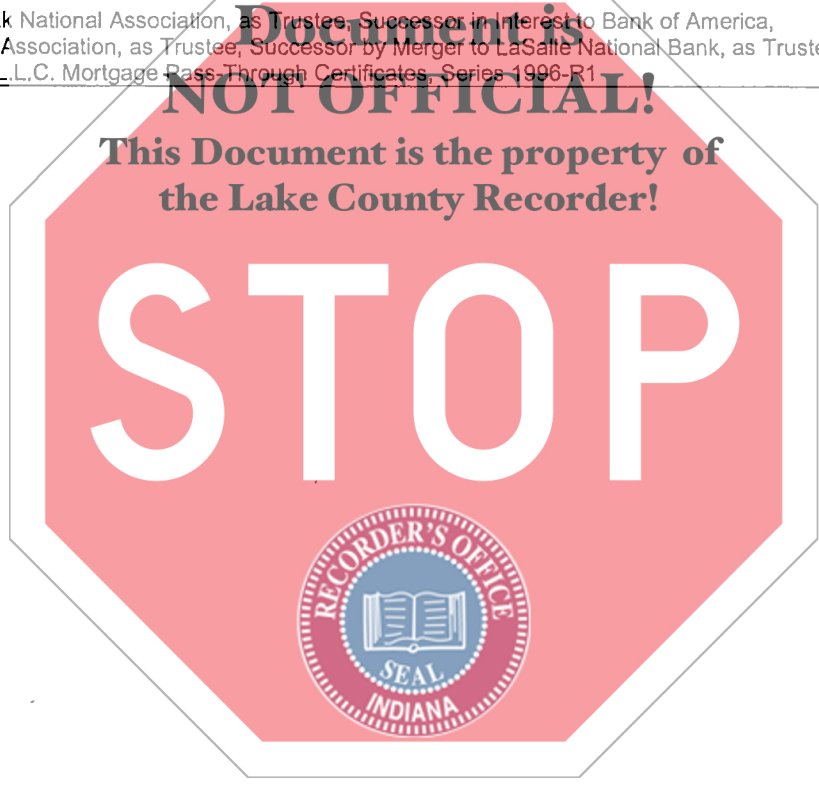 k National Association, as Trustee, Successor in Interest to Bank of America,
Document is
Association, as Trustee, Successor by Merger to LaSalle National Bank, as Truste
L.L.C. Mortgage Pass-Through Certificates, Series 1996-R1
NOT OFFICIAL!
This Document is the property of
the Lake County Recorder!
STOP
RECORDER'S OFFICE
SEAL
INDIANA